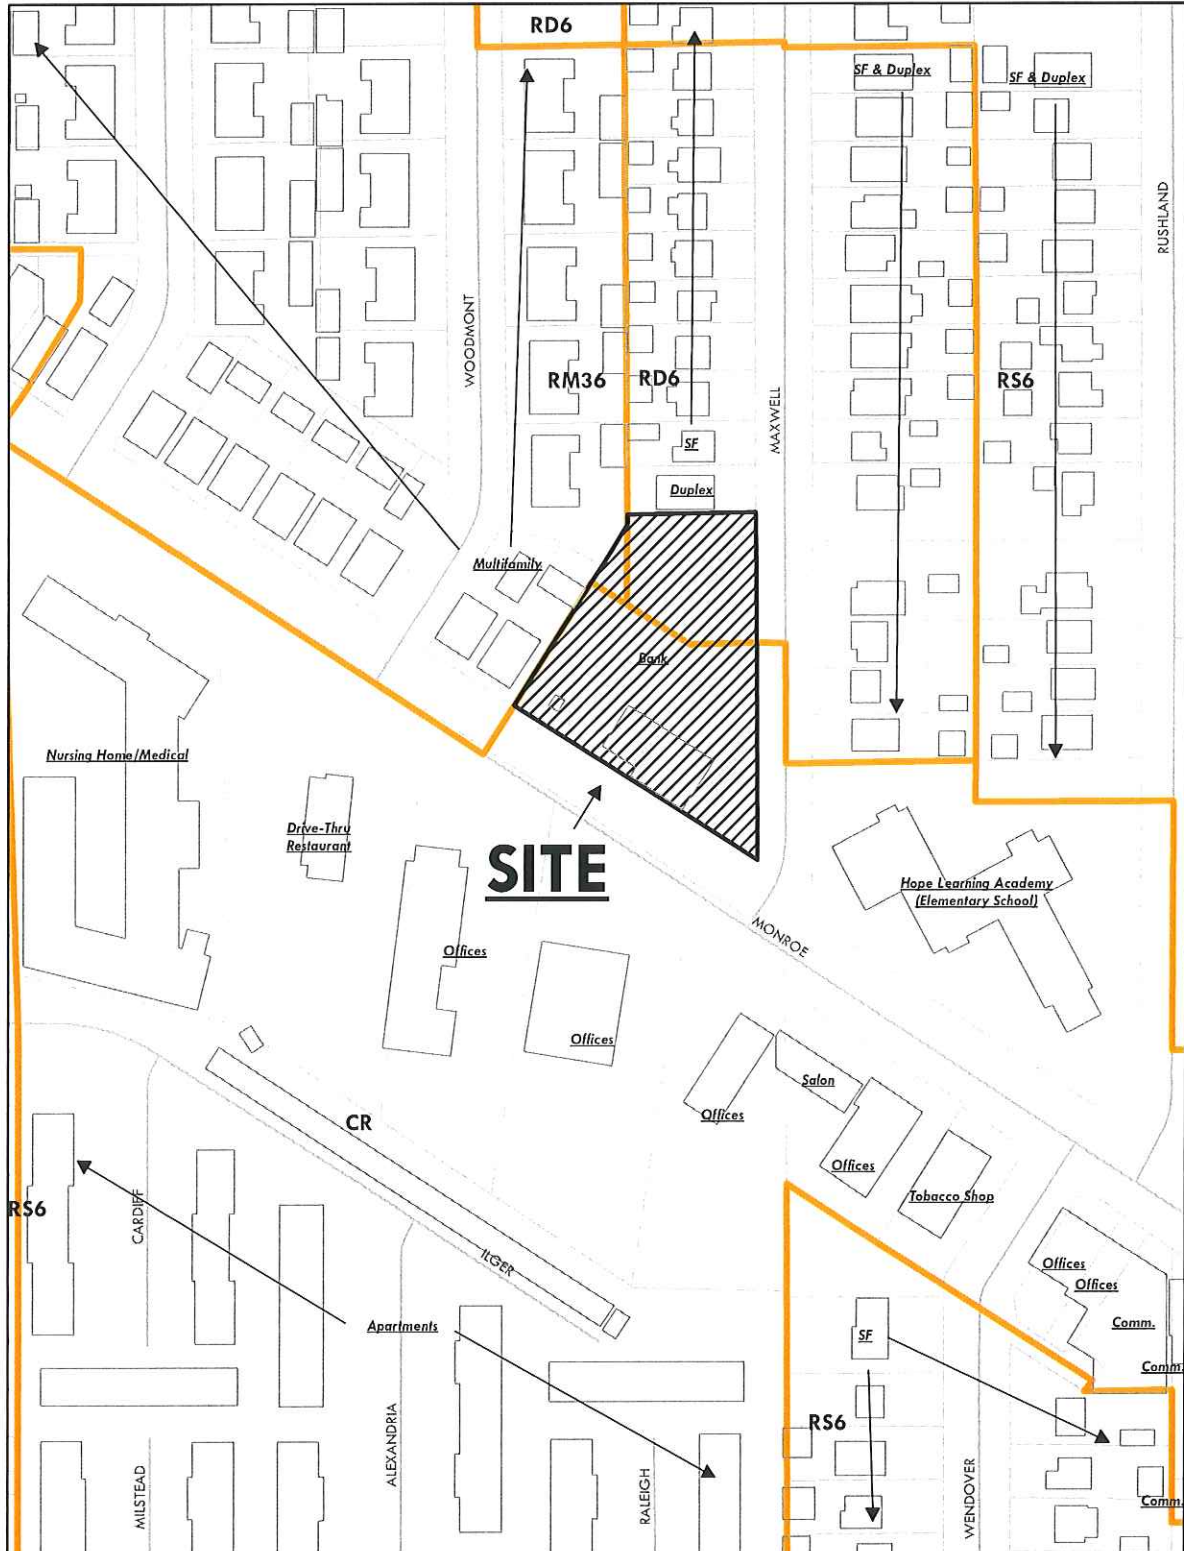 RD6
SF & Duplex
SF & Duplex
RUSHLAND
WOODMONT
RM36
RD6
RS6
MAXWELL
SF
Duplex
Multifamily
Bank
Nursing Home/Medical
Drive-Thru
Restaurant
SITE
Hope Learning Academy
(Elementary School)
MONROE
Offices
Offices
Salon
Offices
CR
Offices
Tobacco Shop
RS6
CARDIFF
ILGER
Offices
Offices
Comm.
Apartments
SF
Comm.
RS6
ALEXANDRIA
MILSTEAD
RALEIGH
WENDOVER
Comm.